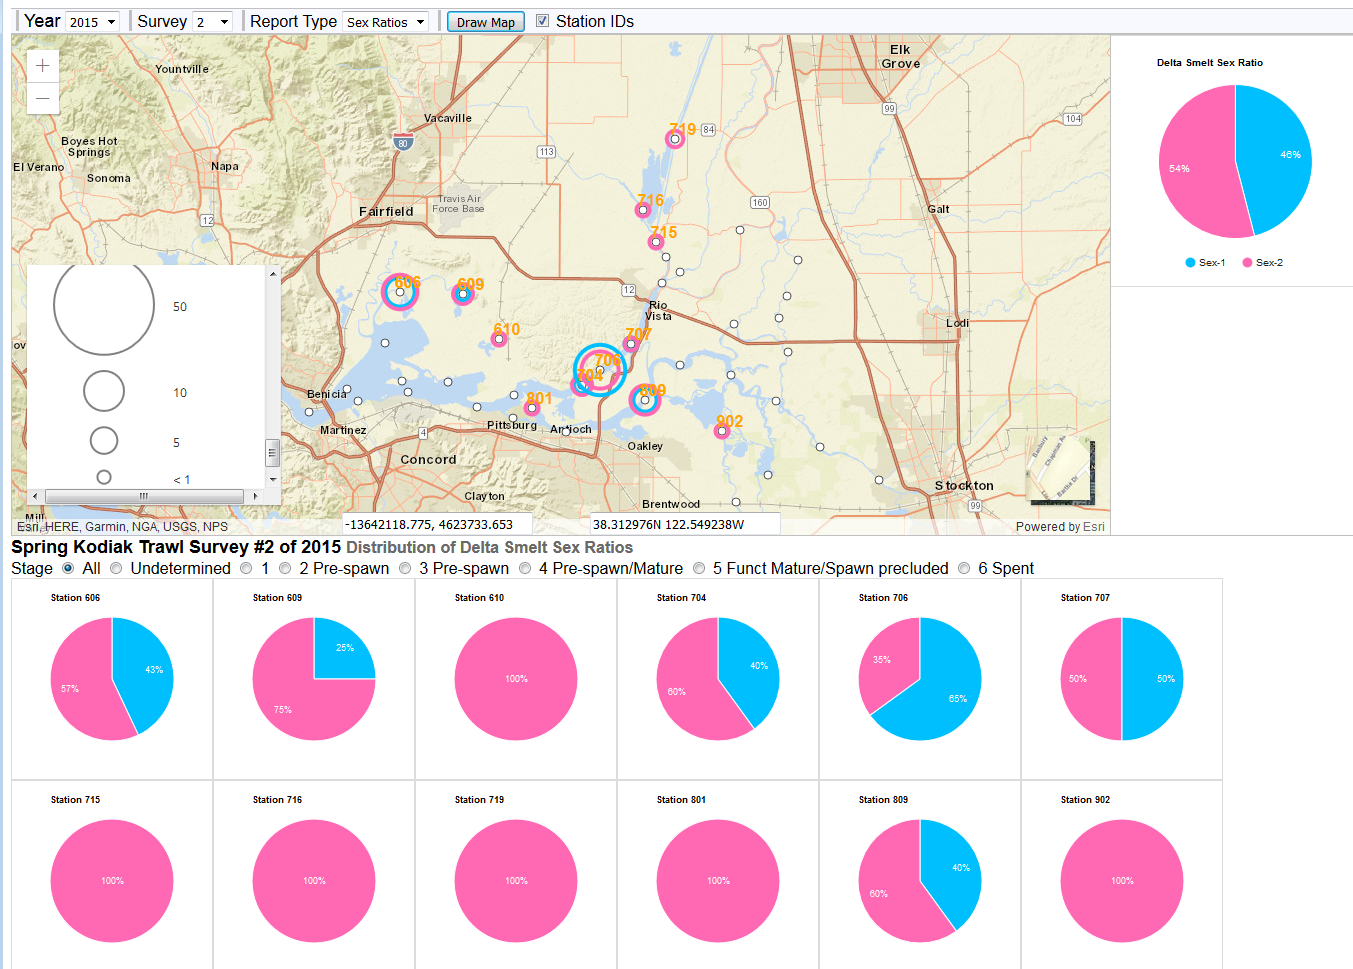 Year 2015 Survey 2 Report Type Sex Ratios Draw Map Station IDs
Elk
Grove
Yountville
Vacaville
80
113
719
84
99
104
Boyes Hot
Springs
El Verano
Sonoma
Napa
12
Fairfield
Travis Air
Force Base
716
160
Galt
715
606
609
12
Rio
Vista
610
707
Lodi
706
704
809
Benicia
801
902
Martinez
4
Pittsburg
Antioch
Oakley
Concord
Stockton
Clayton
Brentwood
99
50
10
5
< 1
Banbury
Mill
Esri, HERE, Garmin, NGA, USGS, NPS
-13642118.775, 4623733.653
38.312976N 122.549238W
Powered by Esri
Delta Smelt Sex Ratio
46%
54%
Sex-1 Sex-2
Spring Kodiak Trawl Survey #2 of 2015 Distribution of Delta Smelt Sex Ratios
Stage All Undetermined 1 2 Pre-spawn 3 Pre-spawn 4 Pre-spawn/Mature 5 Funct Mature/Spawn precluded 6 Spent
Station 606
43%
57%
Station 609
25%
75%
Station 610
100%
Station 704
40%
60%
Station 706
35%
65%
Station 707
50%
50%
Station 715
100%
Station 716
100%
Station 719
100%
Station 801
100%
Station 809
40%
60%
Station 902
100%